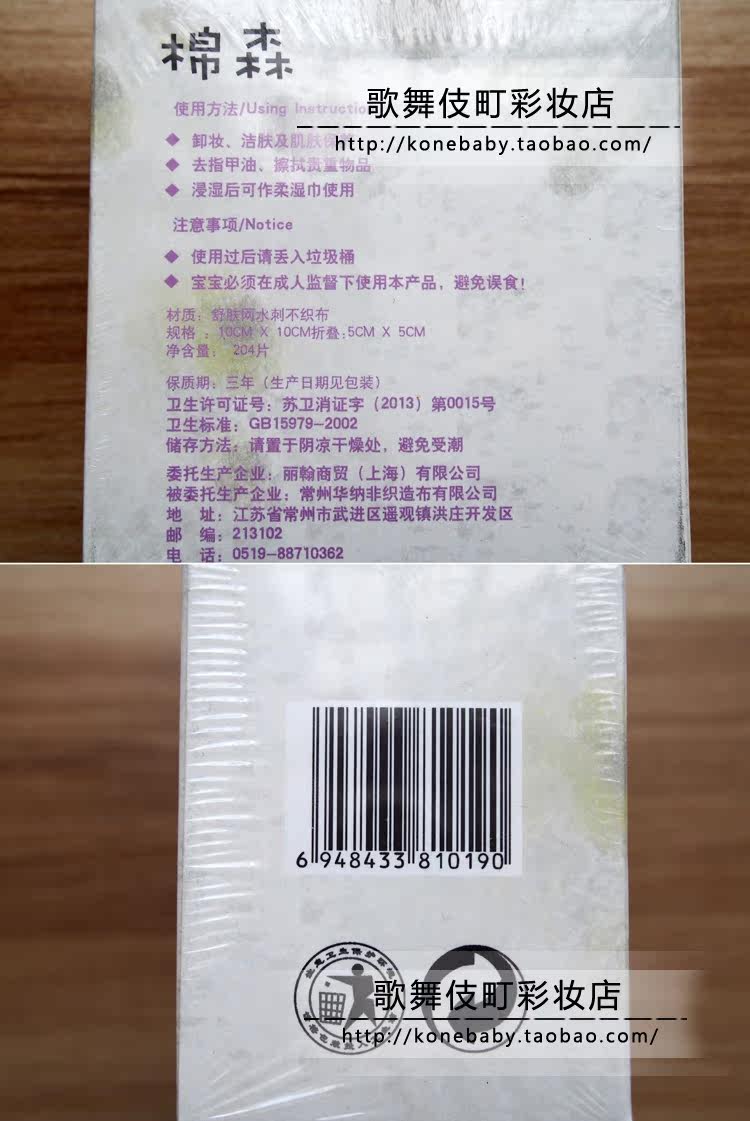 棉森
使用方法/Using Instructio
歌舞伎町彩妆店
http://konebaby.taobao.com/
◆ 卸妆、洁肤及肌肤保
◆ 去指甲油、擦拭贵重物品
◆ 浸湿后可作柔湿巾使用
注意事项/Notice
◆ 使用过后请丢入垃圾桶
◆ 宝宝必须在成人监督下使用本产品，避免误食！
材质：舒肤网水刺不织布
规格：10CM X 10CM折叠:5CM X 5CM
净含量：204片
保质期：三年（生产日期见包装）
卫生许可证号：苏卫消证字（2013）第0015号
卫生标准：GB15979-2002
储存方法：请置于阴凉干燥处，避免受潮
委托生产企业：丽翰商贸（上海）有限公司
被委托生产企业：常州华纳非织造布有限公司
地 址：江苏省常州市武进区遥观镇洪庄开发区
邮 编：213102
电 话：0519-88710362
6 948433 810190
歌舞伎町彩妆店
http://konebaby.taobao.com/